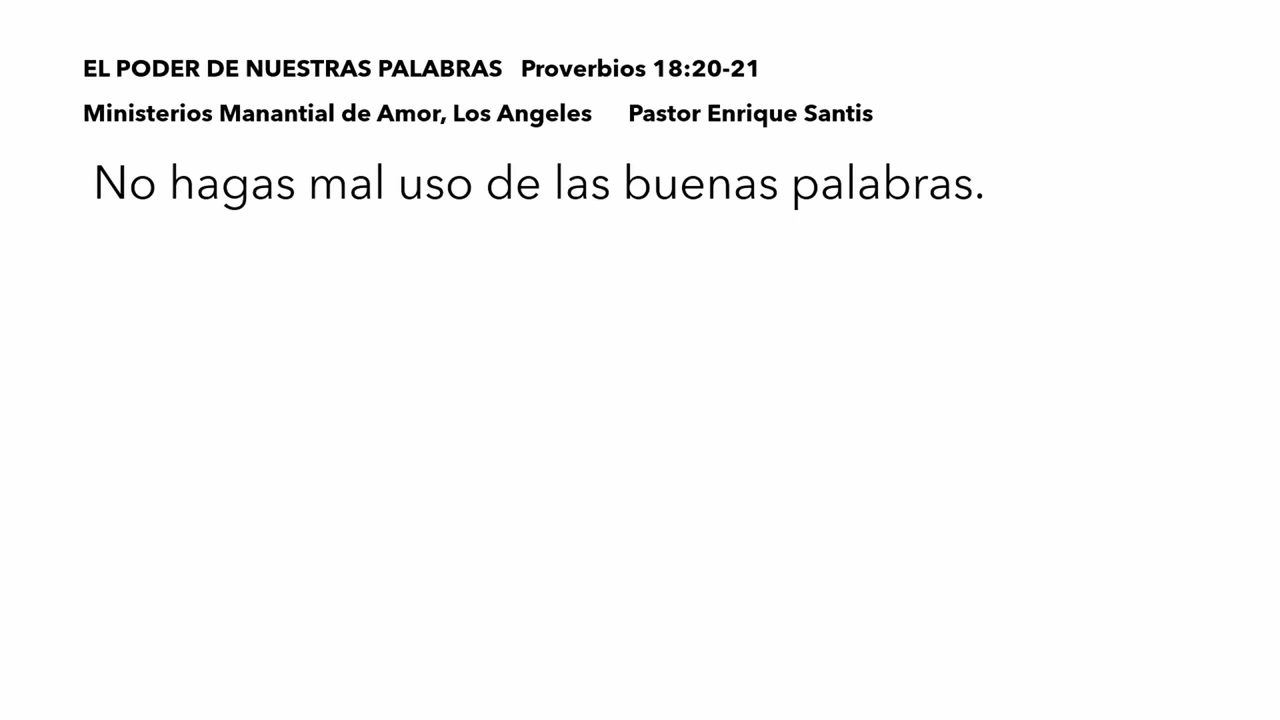 EL PODER DE NUESTRAS PALABRAS Proverbios 18:20-21
Ministerios Manantial de Amor, Los Angeles Pastor Enrique Santis
No hagas mal uso de las buenas palabras.